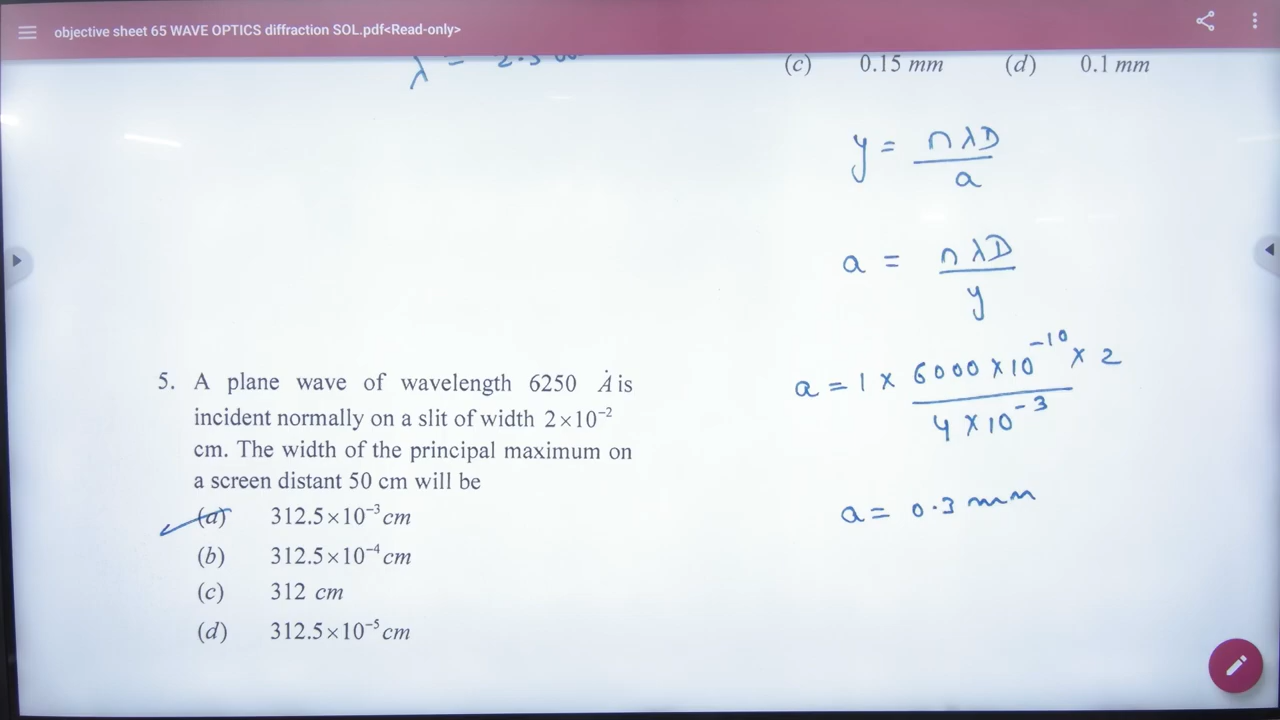 objective sheet 65 WAVE OPTICS diffraction SOL.pdf<Read-only>
(c) 0.15 mm (d) 0.1 mm
5. A plane wave of wavelength 6250 Ȧ is
incident normally on a slit of width 2×10⁻²
cm. The width of the principal maximum on
a screen distant 50 cm will be
(a) 312.5×10⁻³ cm
(b) 312.5×10⁻⁴ cm
(c) 312 cm
(d) 312.5×10⁻⁵ cm
y = nλD / a
a = nλD / y
a = 1 × 6000×10⁻¹⁰ × 2 / 4×10⁻³
a = 0.3 mm